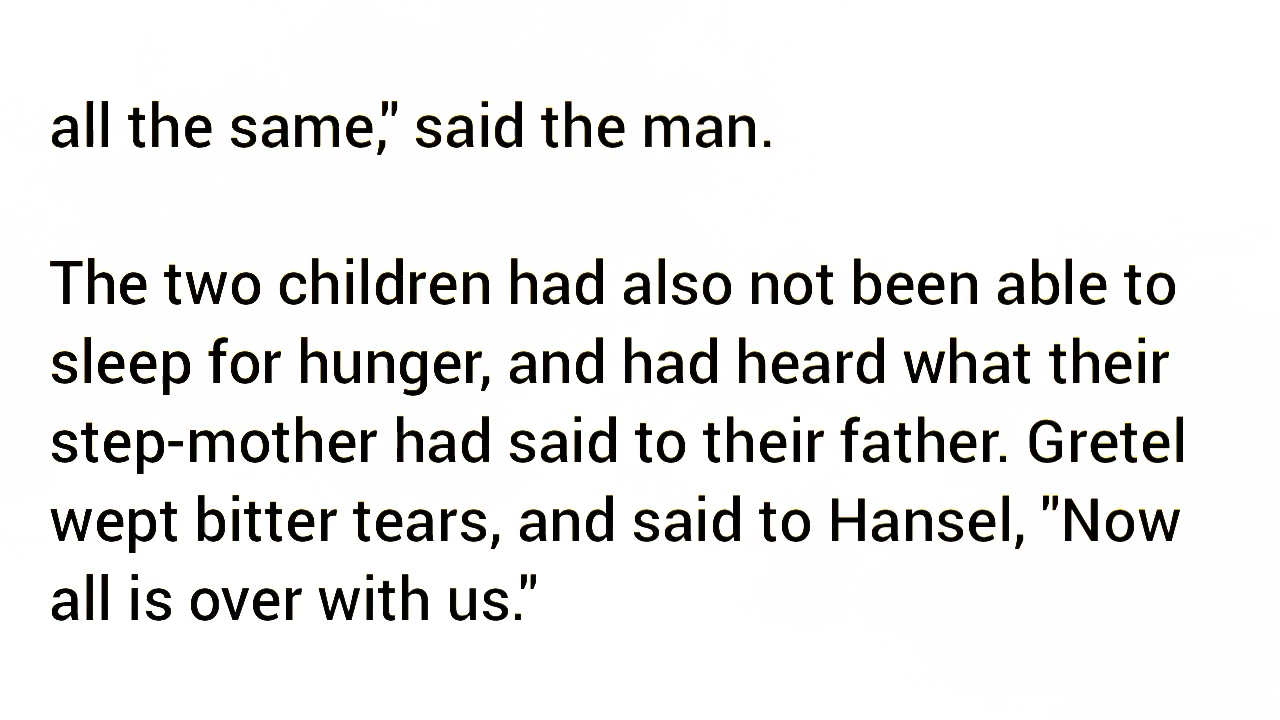 all the same," said the man.
The two children had also not been able to
sleep for hunger, and had heard what their
step-mother had said to their father. Gretel
wept bitter tears, and said to Hansel, "Now
all is over with us."